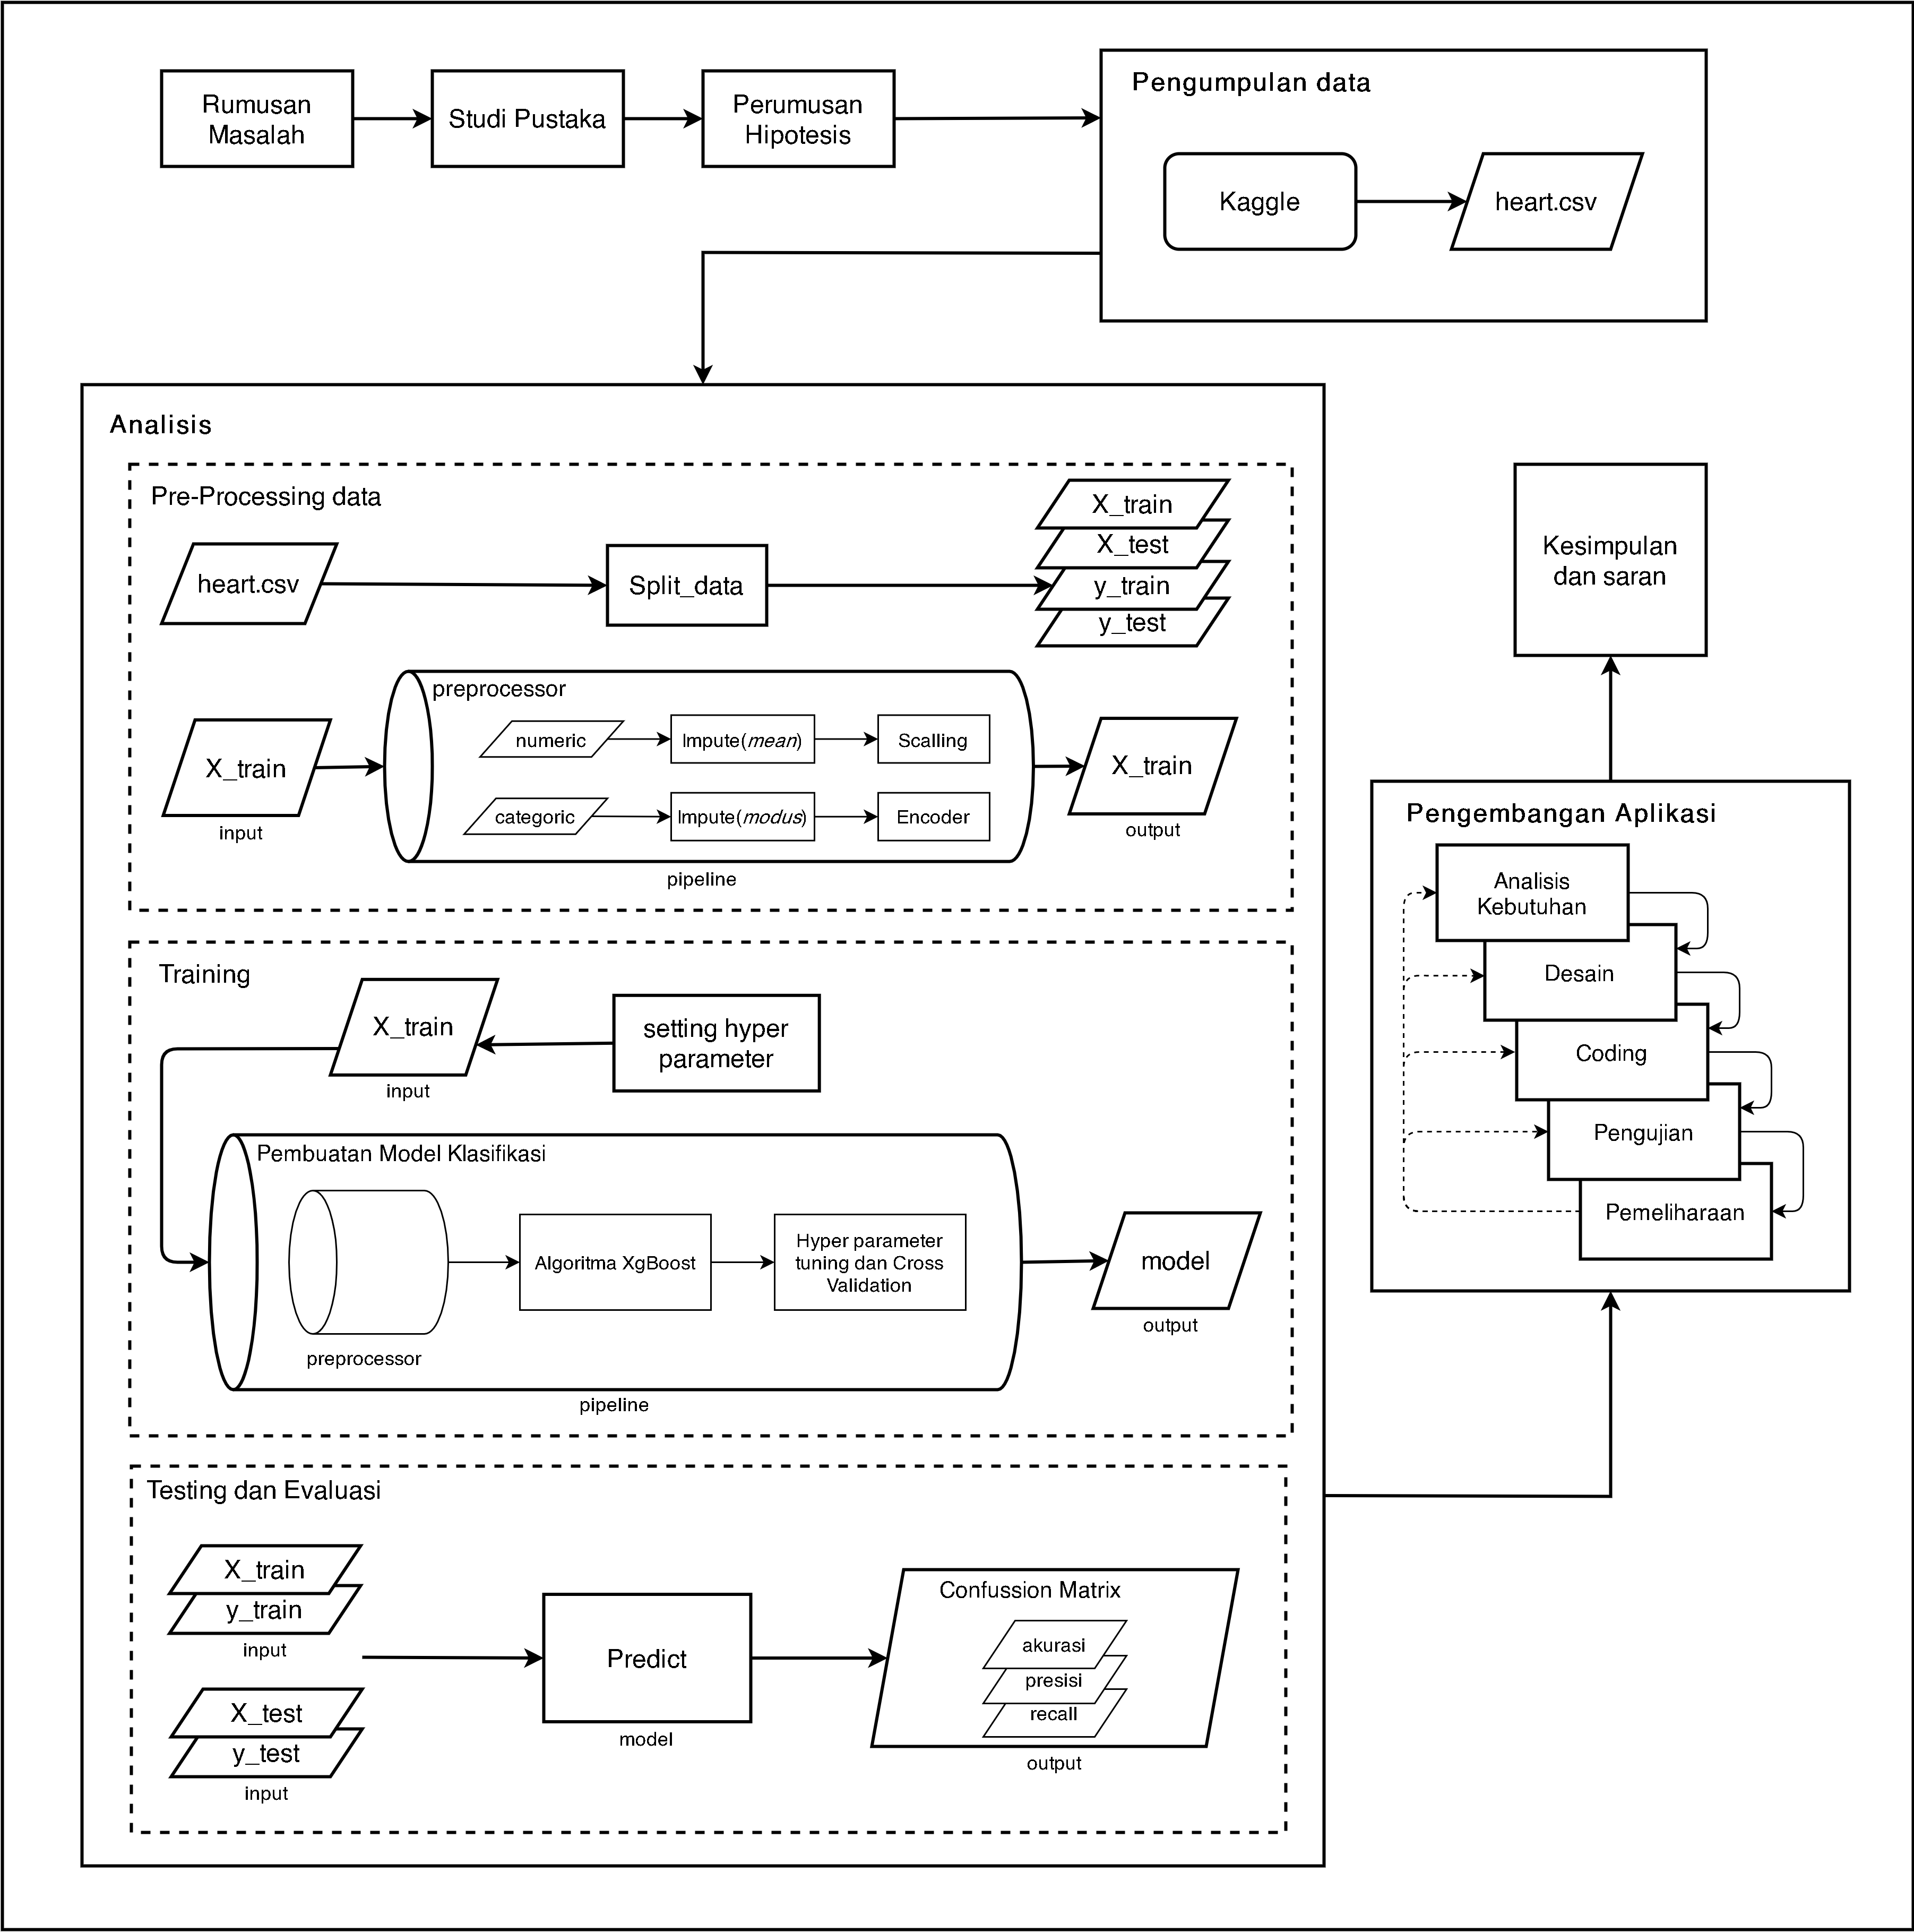 Rumusan
Masalah
Studi Pustaka
Perumusan
Hipotesis
Pengumpulan data
Kaggle
heart.csv
Analisis
Pre-Processing data
heart.csv
Split_data
X_train
X_test
y_train
y_test
X_train
input
preprocessor
numeric
Impute(mean)
Scalling
categoric
Impute(modus)
Encoder
pipeline
X_train
output
Training
X_train
input
setting hyper
parameter
Pembuatan Model Klasifikasi
preprocessor
Algoritma XgBoost
Hyper parameter
tuning dan Cross
Validation
pipeline
model
output
Testing dan Evaluasi
X_train
y_train
input
X_test
y_test
input
Predict
model
Confussion Matrix
akurasi
presisi
recall
output
Pengembangan Aplikasi
Analisis
Kebutuhan
Desain
Coding
Pengujian
Pemeliharaan
Kesimpulan
dan saran